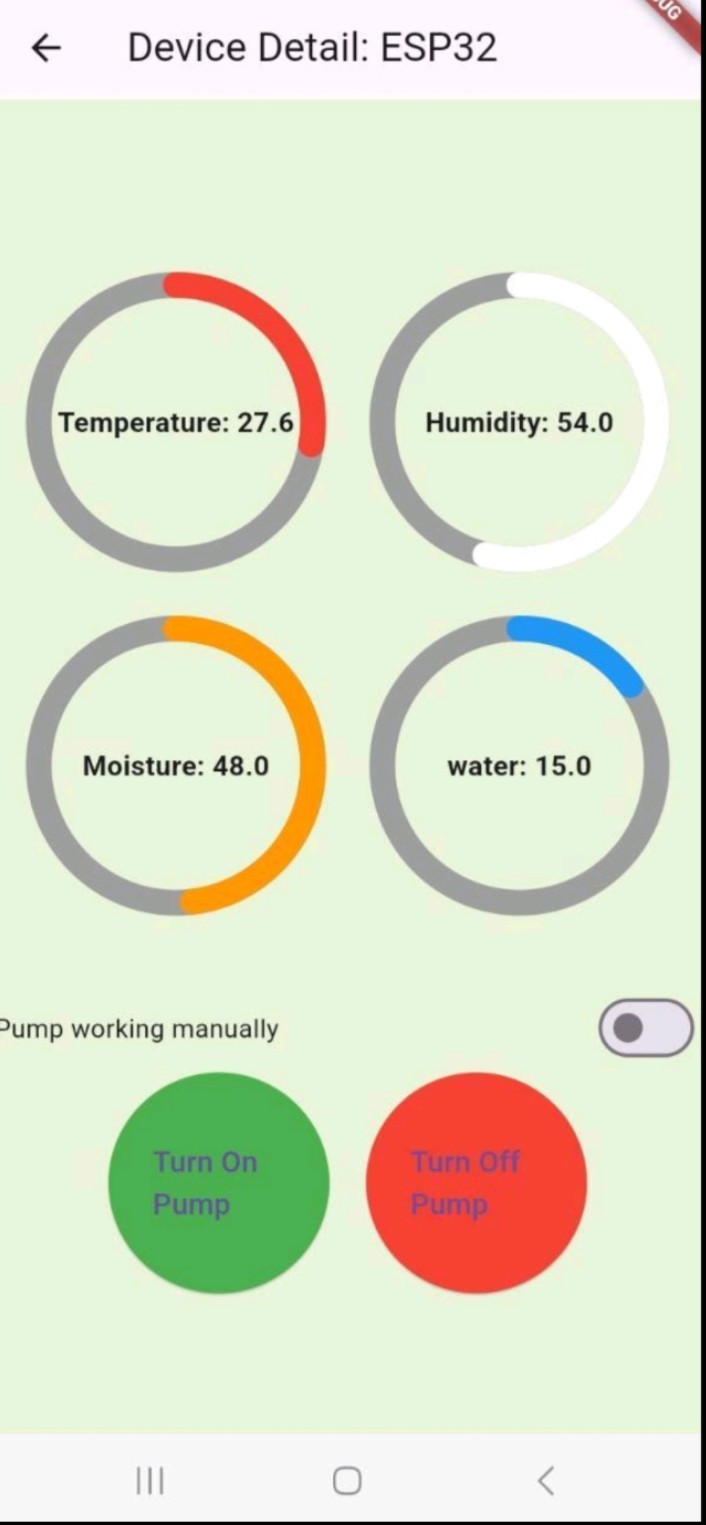 Device Detail: ESP32
UG
Temperature: 27.6
Humidity: 54.0
Moisture: 48.0
water: 15.0
Pump working manually
Turn On
Pump
Turn Off
Pump